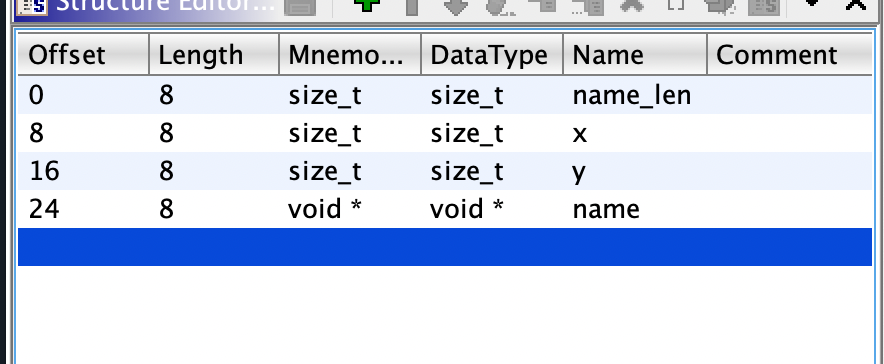 Structure Editor...
Offset Length Mnemo... DataType Name Comment
0 8 size_t size_t name_len
8 8 size_t size_t x
16 8 size_t size_t y
24 8 void * void * name